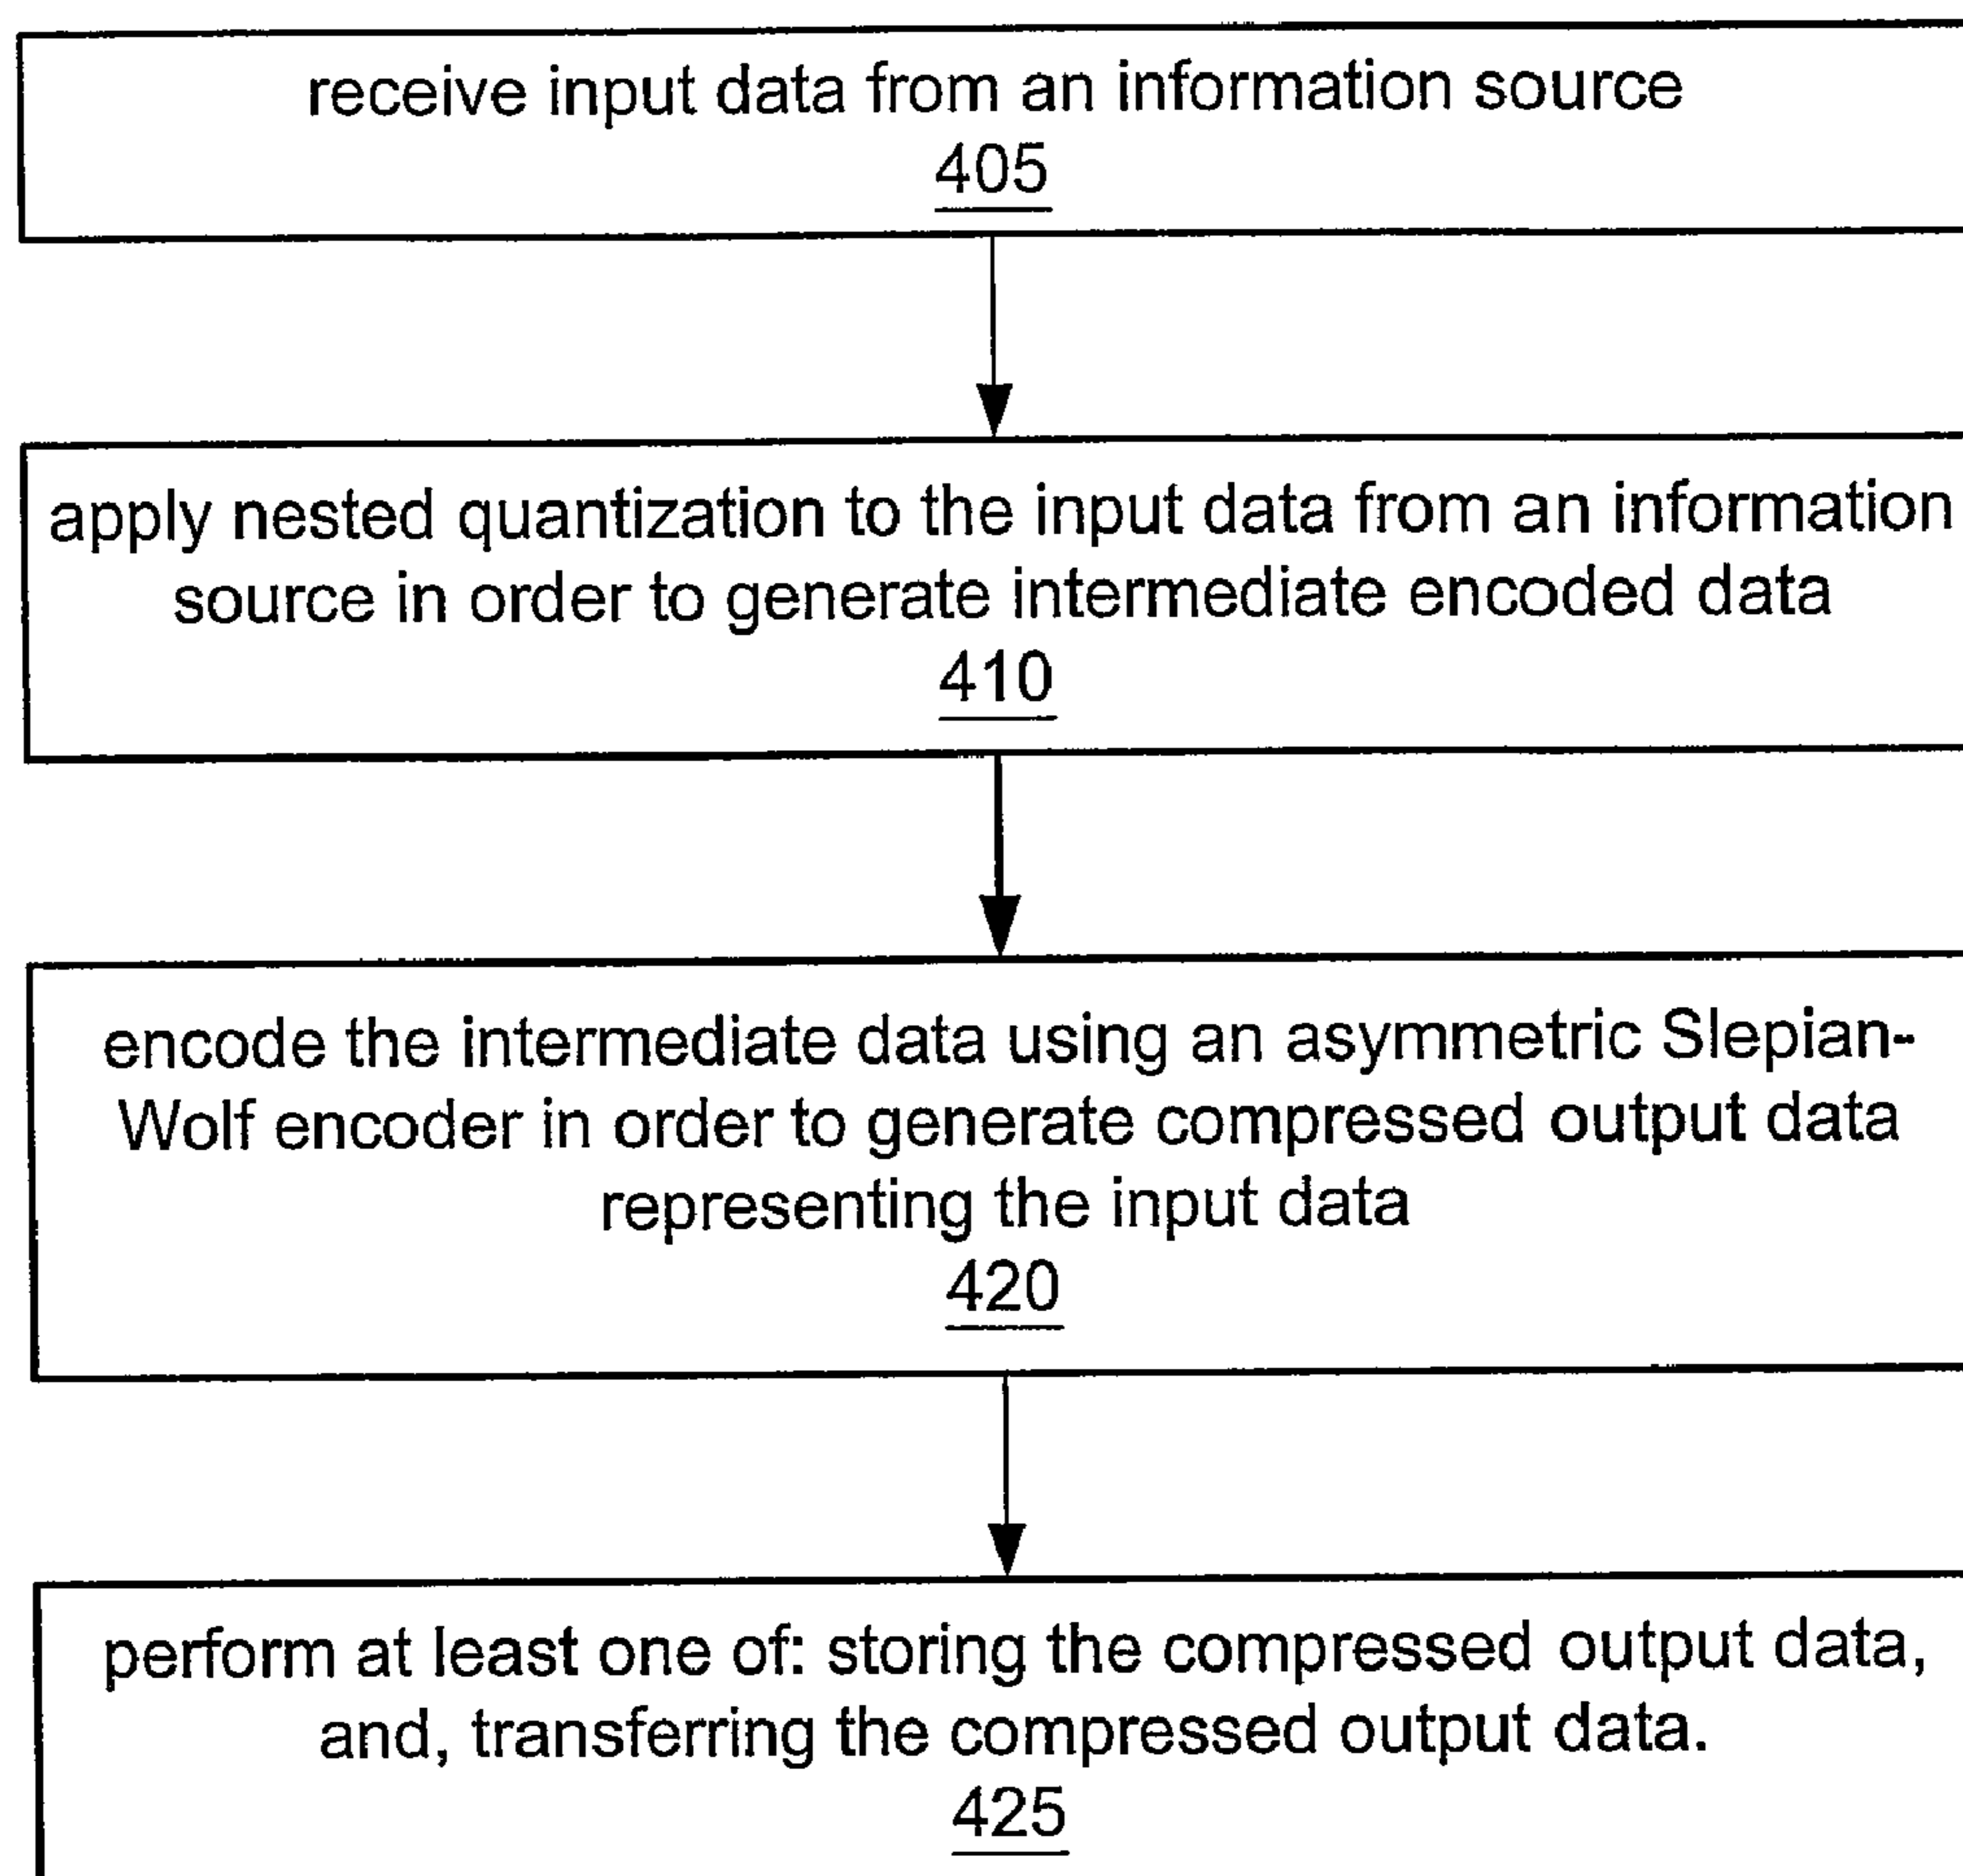 receive input data from an information source
405
apply nested quantization to the input data from an information
source in order to generate intermediate encoded data
410
encode the intermediate data using an asymmetric Slepian-
Wolf encoder in order to generate compressed output data
representing the input data
420
perform at least one of: storing the compressed output data,
and, transferring the compressed output data.
425